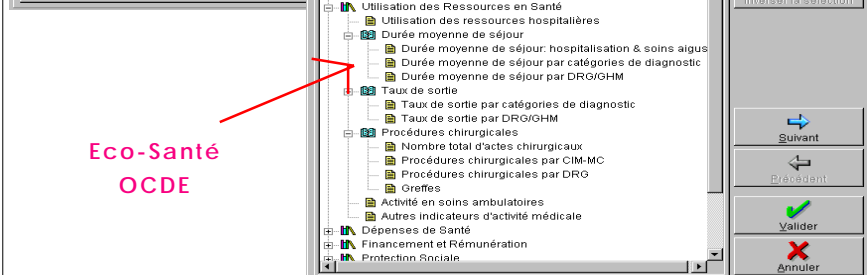 Utilisation des Ressources en Santé
Utilisation des ressources hospitalières
Durée moyenne de séjour
Durée moyenne de séjour: hospitalisation & soins aigus
Durée moyenne de séjour par catégories de diagnostic
Durée moyenne de séjour par DRG/GHM
Taux de sortie
Taux de sortie par catégories de diagnostic
Taux de sortie par DRG/GHM
Procédures chirurgicales
Nombre total d'actes chirurgicaux
Procédures chirurgicales par CIM-MC
Procédures chirurgicales par DRG
Greffes
Activité en soins ambulatoires
Autres indicateurs d'activité médicale
Dépenses de Santé
Financement et Rémunération
Protection Sociale
Eco-Santé
OCDE
Inverser la sélection
Suivant
Précédent
Valider
Annuler